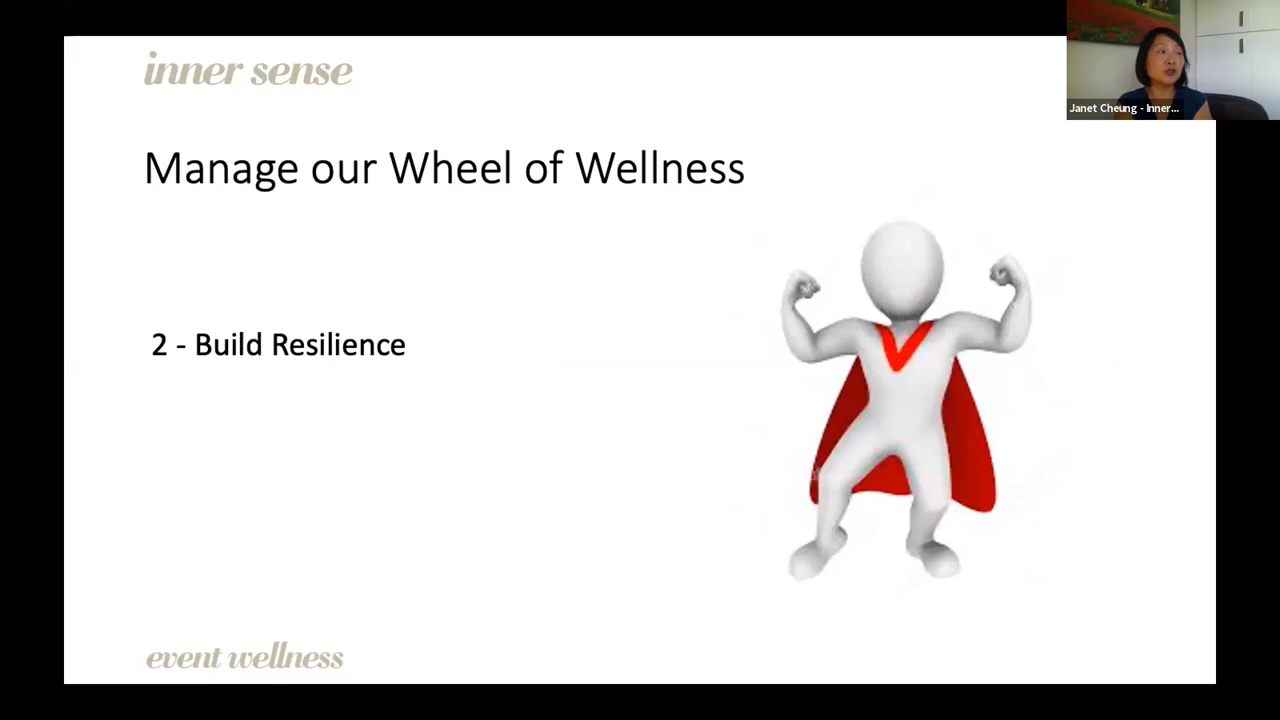 inner sense
Janet Cheung - Inner...
Manage our Wheel of Wellness
2 - Build Resilience
event wellness